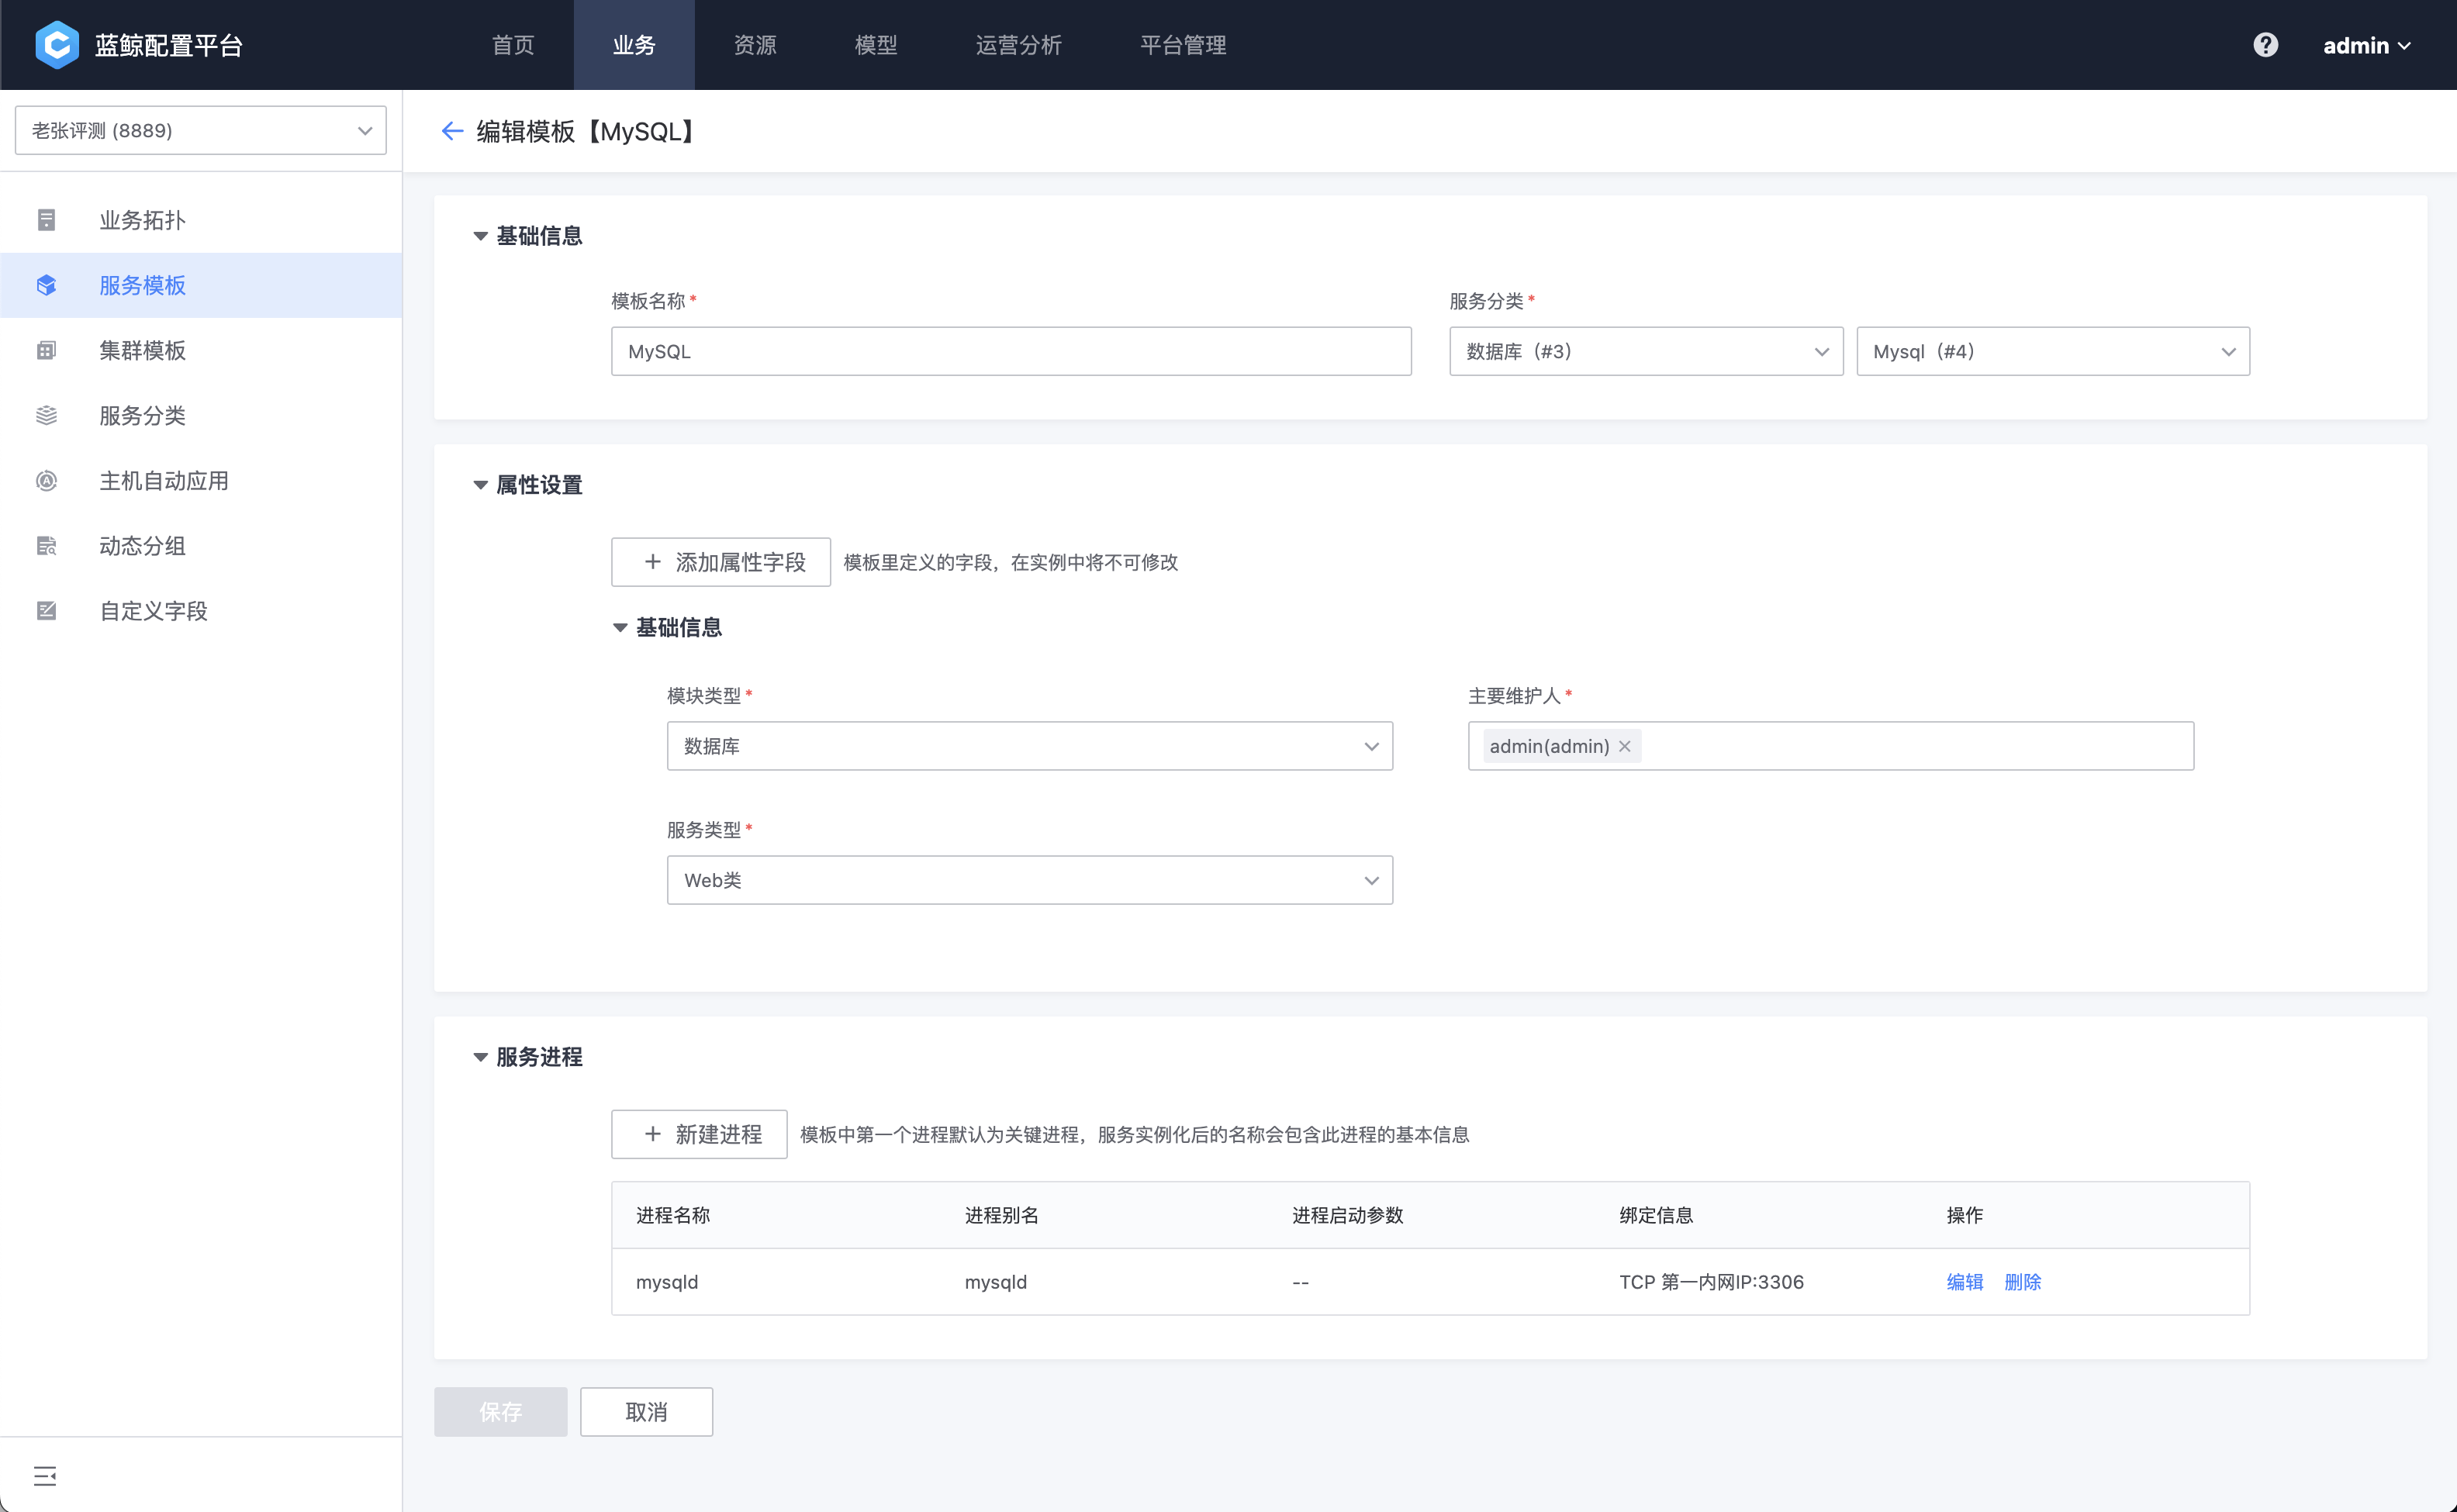 蓝鲸配置平台
首页 业务 资源 模型 运营分析 平台管理
admin
老张评测 (8889)
业务拓扑
服务模板
集群模板
服务分类
主机自动应用
动态分组
自定义字段
编辑模板【MySQL】
基础信息
模板名称* 服务分类*
MySQL 数据库（#3） Mysql（#4）
属性设置
+ 添加属性字段 模板里定义的字段，在实例中将不可修改
基础信息
模块类型* 主要维护人*
数据库 admin(admin) ×
服务类型*
Web类
服务进程
+ 新建进程 模板中第一个进程默认为关键进程，服务实例化后的名称会包含此进程的基本信息
进程名称 进程别名 进程启动参数 绑定信息 操作
mysqld mysqld -- TCP 第一内网IP:3306 编辑 删除
保存 取消